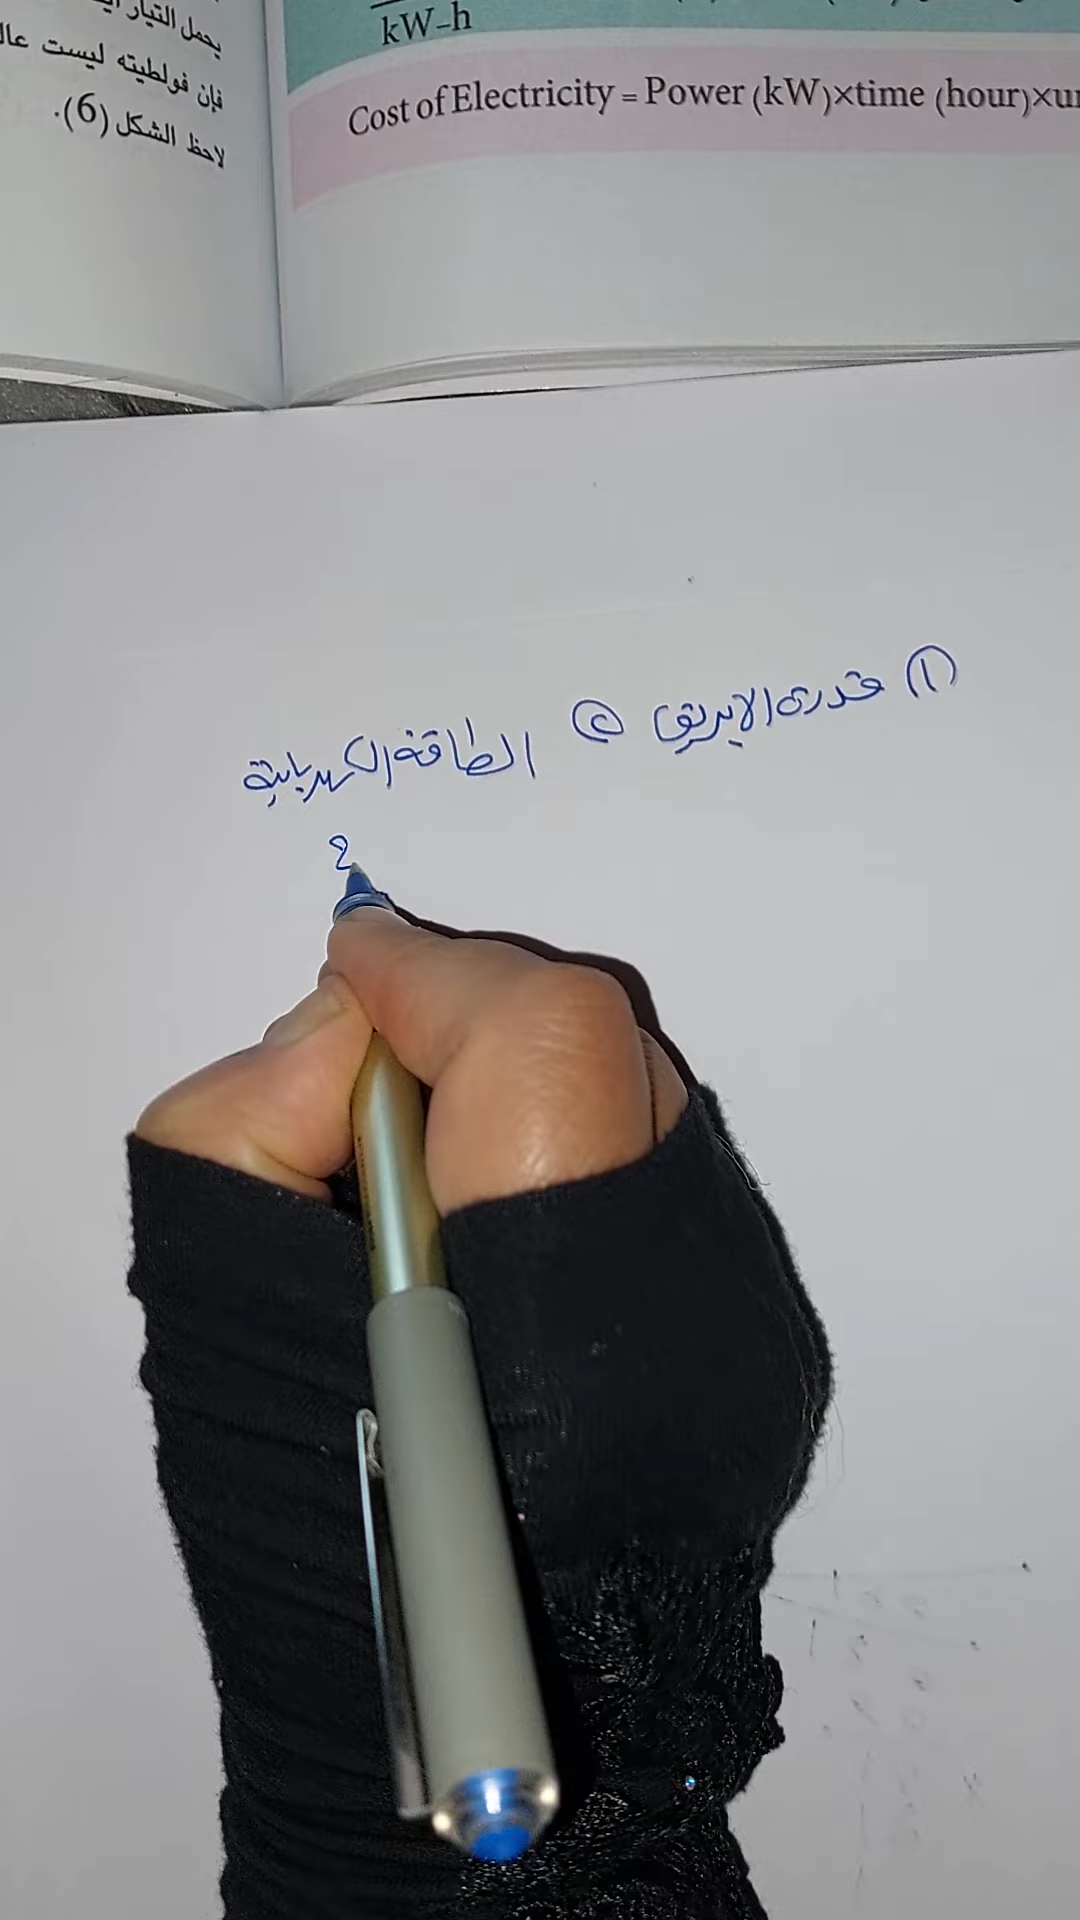 يحمل التيار
فإن فولطيته ليست
لاحظ الشكل (6).
kW-h
Cost of Electricity = Power (kW)×time (hour)×
① قدرة الابريق ② الطاقة الكهربائية